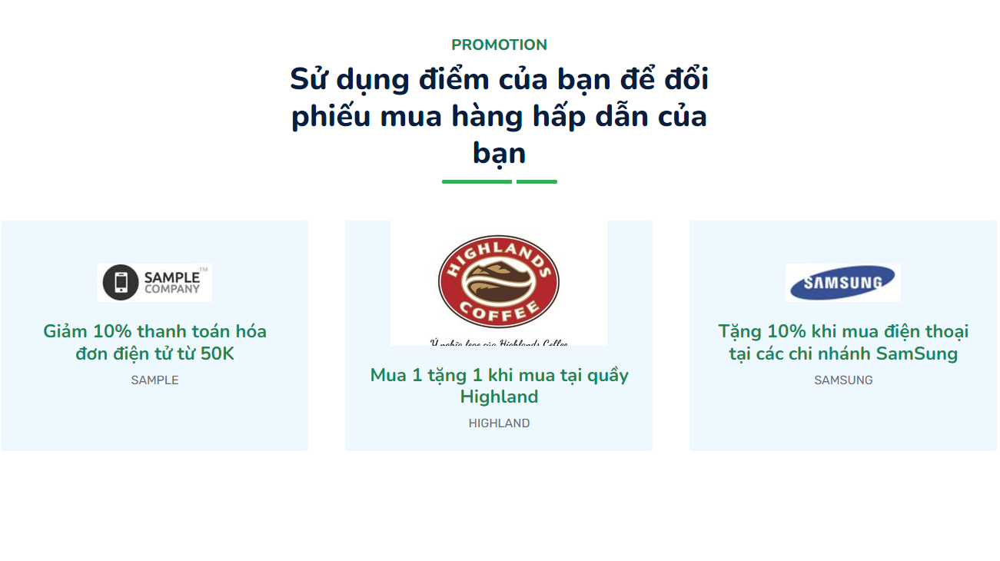 PROMOTION
Sử dụng điểm của bạn để đổi
phiếu mua hàng hấp dẫn của
bạn
SAMPLE™
COMPANY
Giảm 10% thanh toán hóa
đơn điện tử từ 50K
SAMPLE
HIGHLANDS
COFFEE
Ý nghĩa logo của Highlands Coffee
Mua 1 tặng 1 khi mua tại quầy
Highland
HIGHLAND
SAMSUNG
Tặng 10% khi mua điện thoại
tại các chi nhánh SamSung
SAMSUNG